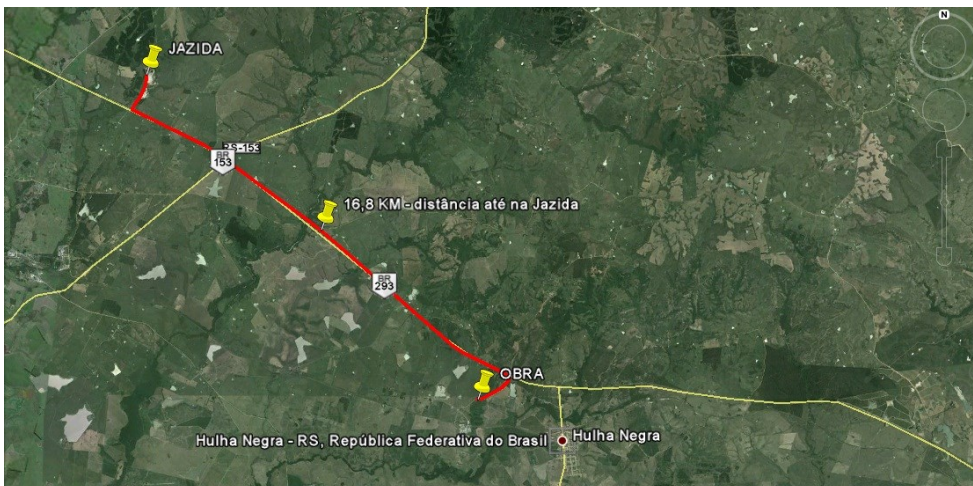 N
JAZIDA
RS-153
BR
153
16,8 KM - distância até na Jazida
BR
293
OBRA
Hulha Negra - RS, República Federativa do Brasil
Hulha Negra